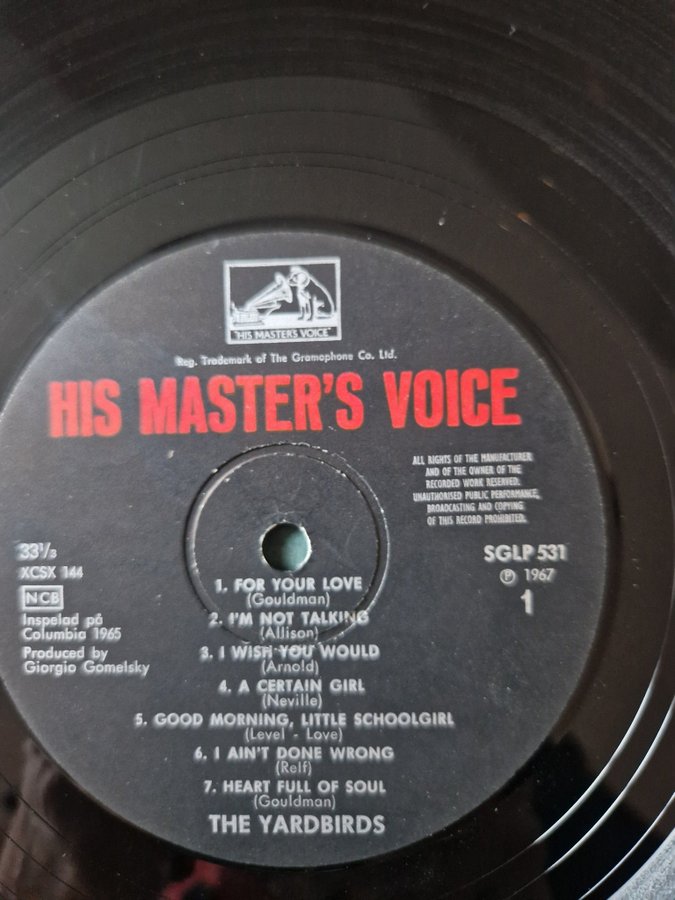 "HIS MASTER'S VOICE"
Reg. Trademark of The Gramophone Co. Ltd.
HIS MASTER'S VOICE
ALL RIGHTS OF THE MANUFACTURER
AND OF THE OWNER OF THE
RECORDED WORK RESERVED.
UNAUTHORISED PUBLIC PERFORMANCE,
BROADCASTING AND COPYING
OF THIS RECORD PROHIBITED.
33 1/3
XCSX 144
NCB
Inspelad på
Columbia 1965
Produced by
Giorgio Gomelsky
SGLP 531
Ⓟ 1967
1
1. FOR YOUR LOVE
(Gouldman)
2. I'M NOT TALKING
(Allison)
3. I WISH YOU WOULD
(Arnold)
4. A CERTAIN GIRL
(Neville)
5. GOOD MORNING, LITTLE SCHOOLGIRL
(Level - Love)
6. I AIN'T DONE WRONG
(Relf)
7. HEART FULL OF SOUL
(Gouldman)
THE YARDBIRDS